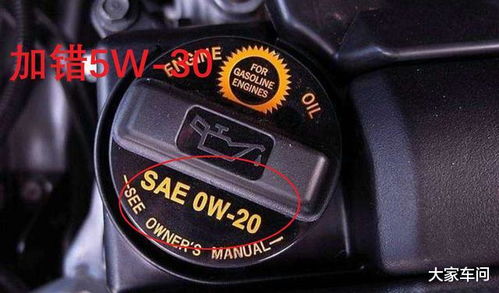 加错5W-30
ENGINE OIL
FOR
GASOLINE
ENGINES
SAE 0W-20
—SEE OWNER'S MANUAL—
大家车问